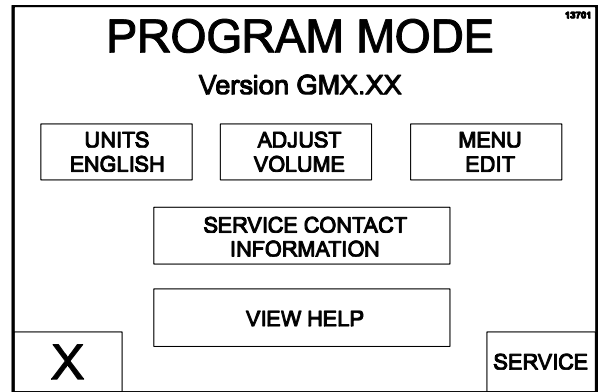 13701
PROGRAM MODE
Version GMX.XX
UNITS
ENGLISH
ADJUST
VOLUME
MENU
EDIT
SERVICE CONTACT
INFORMATION
VIEW HELP
X
SERVICE